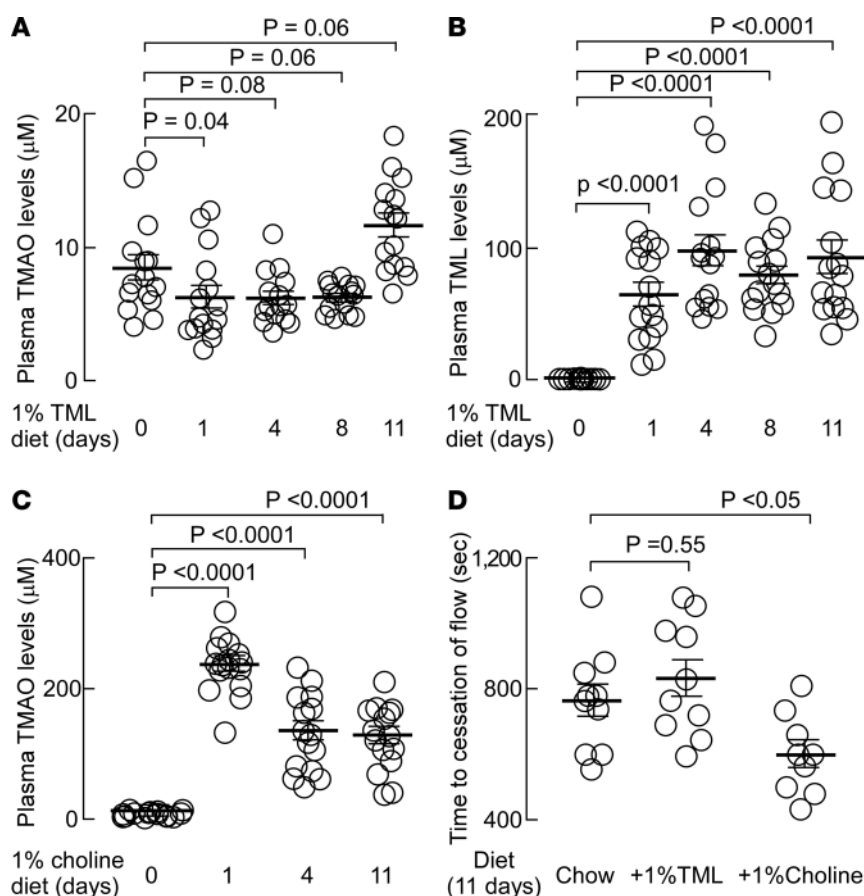 A
P = 0.06
P = 0.06
P = 0.08
P = 0.04
Plasma TMAO levels (μM)
20
10
0
1% TML
diet (days)
0 1 4 8 11
B
P <0.0001
P <0.0001
P <0.0001
p <0.0001
Plasma TML levels (μM)
200
100
0
1% TML
diet (days)
0 1 4 8 11
C
P <0.0001
P <0.0001
P <0.0001
Plasma TMAO levels (μM)
400
200
0
1% choline
diet (days)
0 1 4 11
D
P <0.05
P =0.55
Time to cessation of flow (sec)
1,200
800
400
Diet
(11 days)
Chow +1%TML +1%Choline